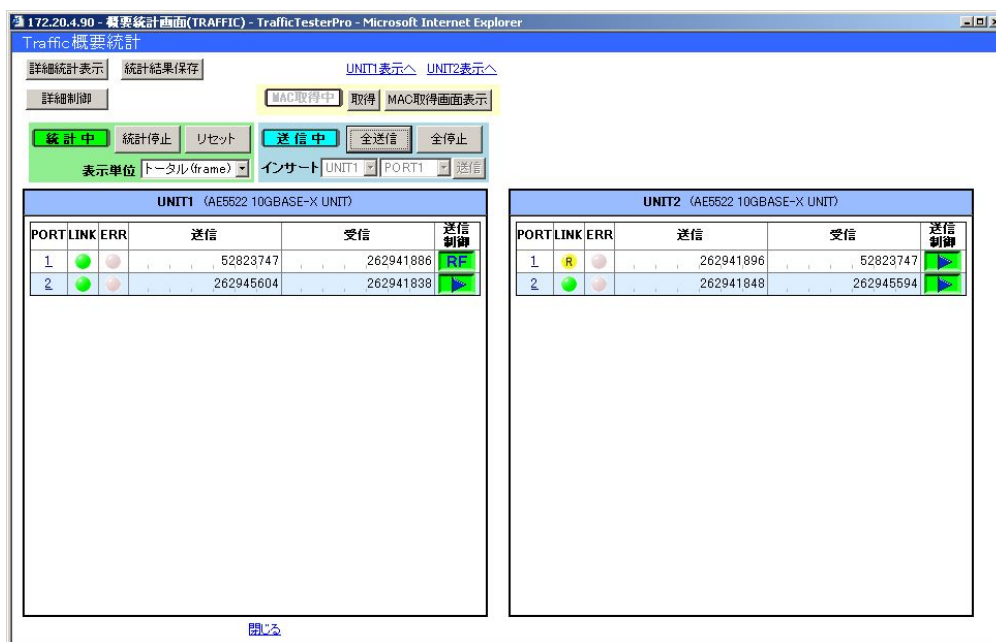 172.20.4.90 - 概要統計画面(TRAFFIC) - TrafficTesterPro - Microsoft Internet Explorer
Traffic概要統計
詳細統計表示 統計結果保存 UNIT1表示へ UNIT2表示へ
詳細制御 MAC取得中 取得 MAC取得画面表示
統計中 統計停止 リセット 送信中 全送信 全停止
表示単位 トータル(frame) インサート UNIT1 PORT1 送信
UNIT1 (AE5522 10GBASE-X UNIT)
PORT LINK ERR 送信 受信 送信制御
1 52823747 262941886 RF
2 262945604 262941838
UNIT2 (AE5522 10GBASE-X UNIT)
PORT LINK ERR 送信 受信 送信制御
1 R 262941896 52823747
2 262941848 262945594
閉じる